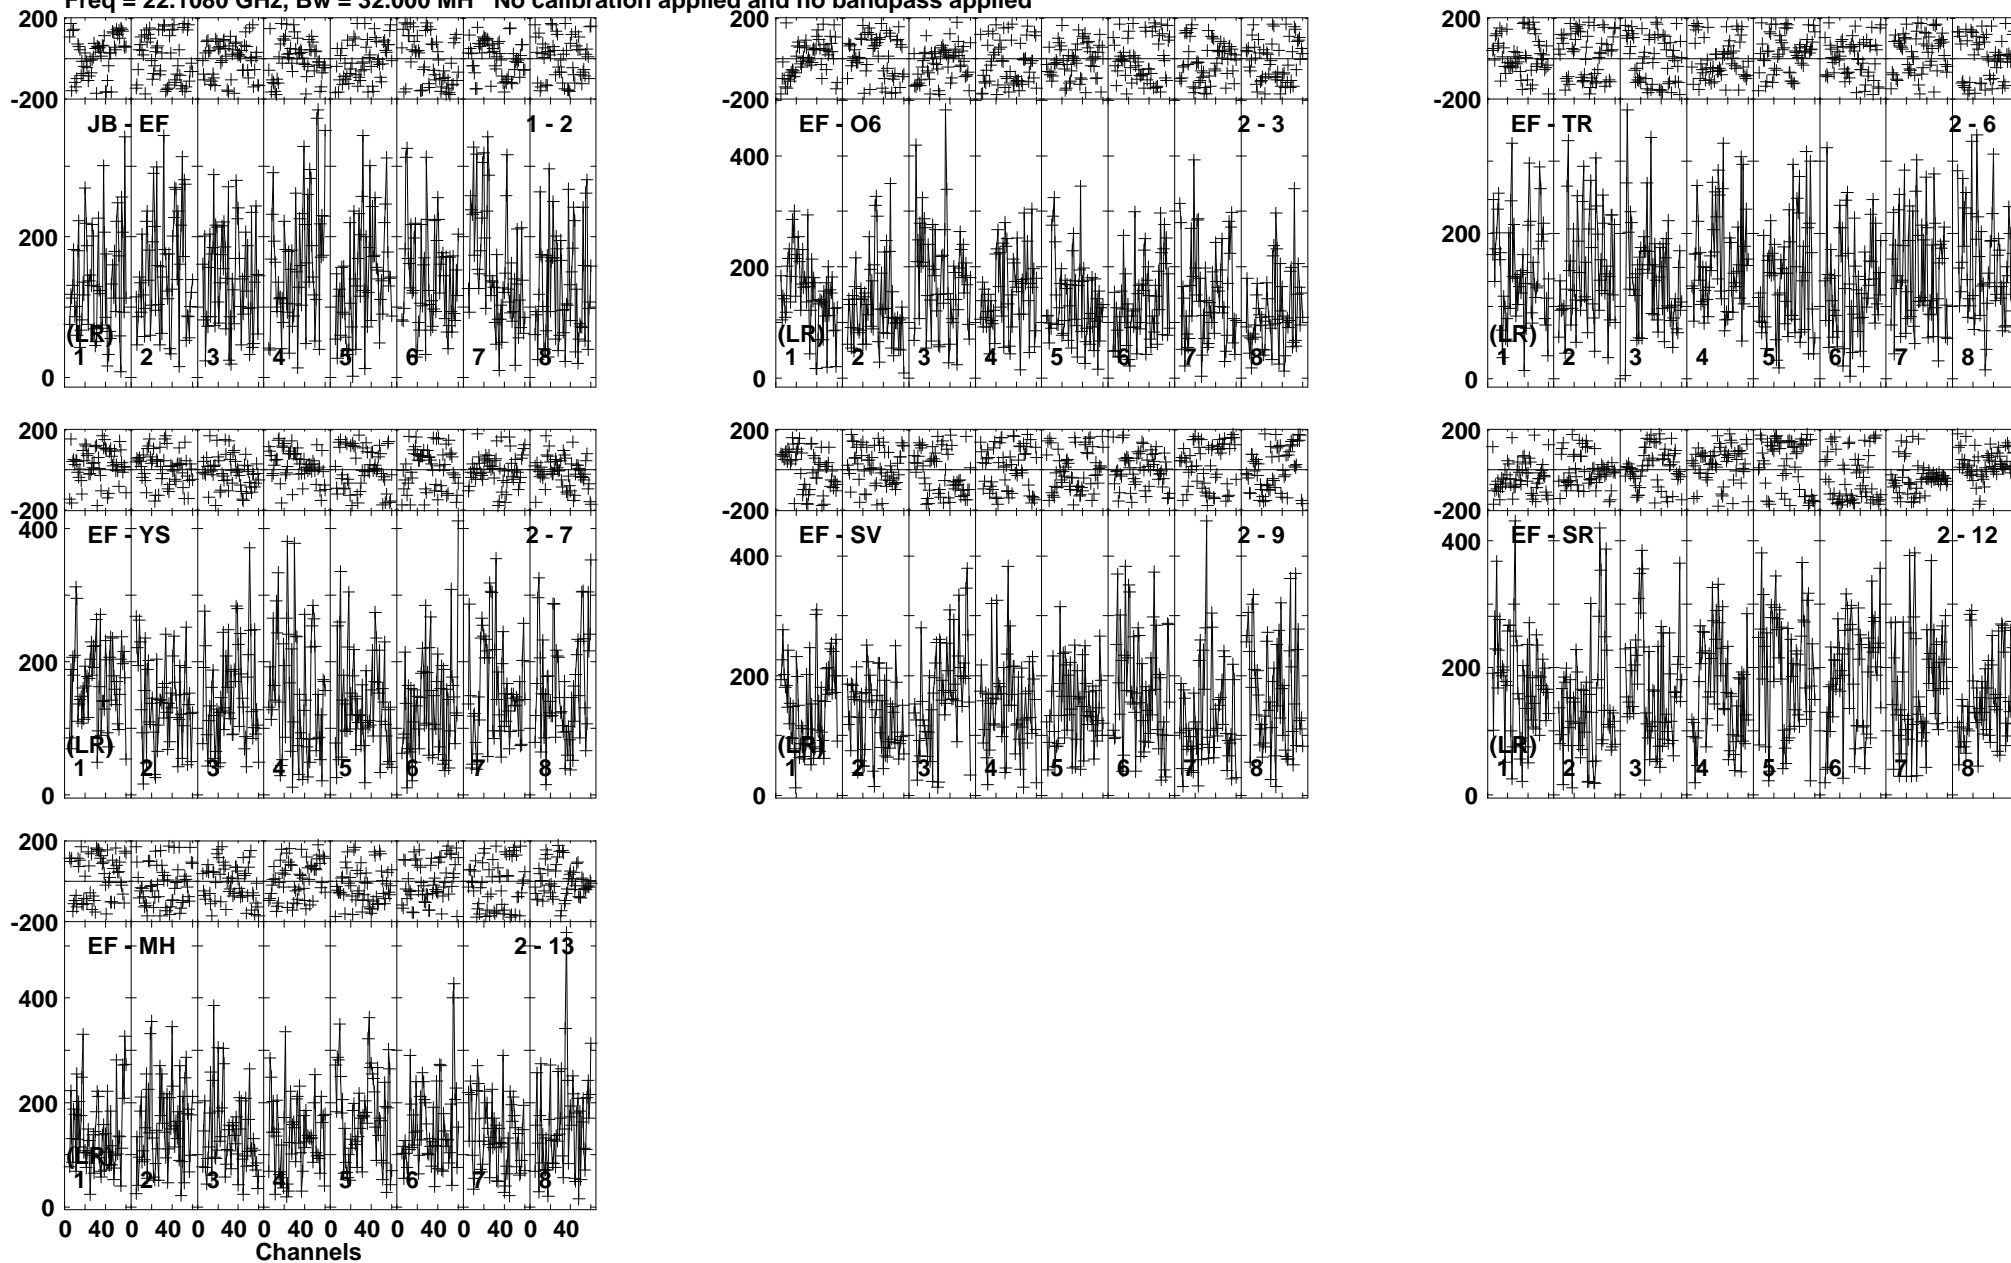 Freq = 22.1080 GHz, Bw = 32.000 MH No calibration applied and no bandpass applied
200
-200
JB - EF 1 - 2
200
(LR)
1 2 3 4 5 6 7 8
0
200
-200
EF - O6 2 - 3
400
200
(LR)
1 2 3 4 5 6 7 8
0
200
-200
EF - TR 2 - 6
200
(LR)
1 2 3 4 5 6 7 8
0
200
-200
400
EF - YS 2 - 7
200
(LR)
1 2 3 4 5 6 7 8
0
200
-200
EF - SV 2 - 9
400
200
(LR)
1 2 3 4 5 6 7 8
0
200
-200
EF - SR 2 - 12
400
200
(LR)
1 2 3 4 5 6 7 8
0
200
-200
EF - MH 2 - 13
400
200
(LR)
1 2 3 4 5 6 7 8
0
0 40 0 40 0 40 0 40 0 40 0 40 0 40 0 40
Channels